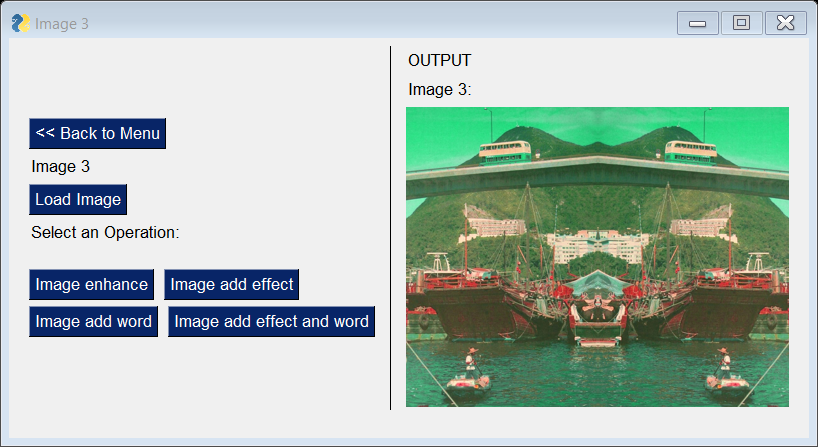 Image 3
<< Back to Menu
Image 3
Load Image
Select an Operation:
Image enhance
Image add effect
Image add word
Image add effect and word
OUTPUT
Image 3: